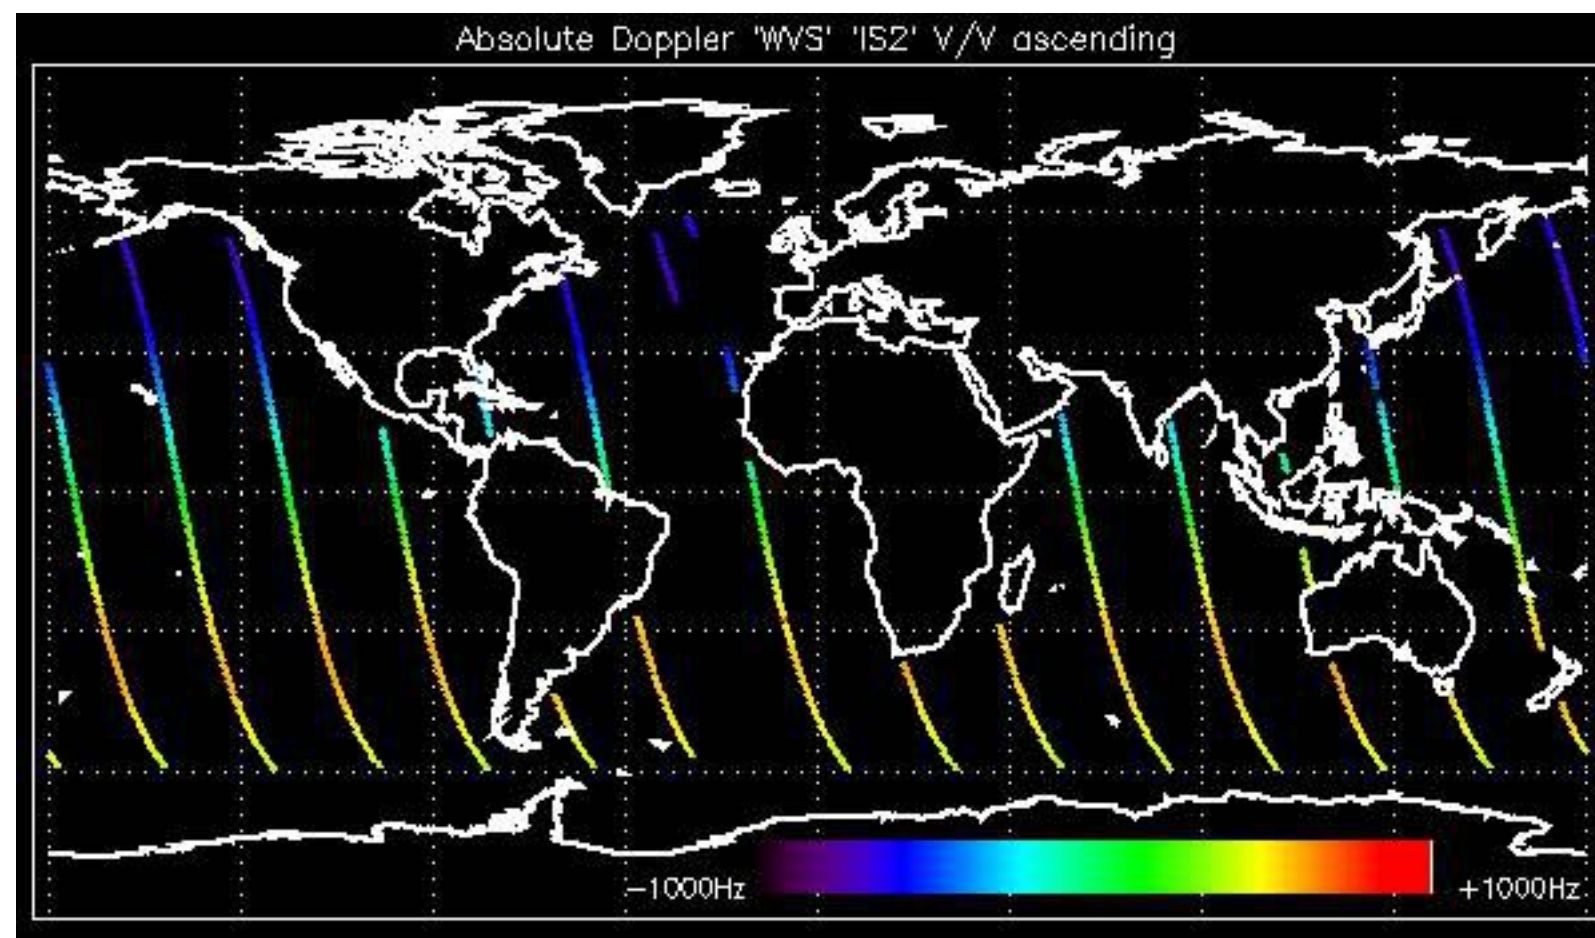 Absolute Doppler 'WVS' 'IS2' V/V ascending
−1000Hz
+1000Hz